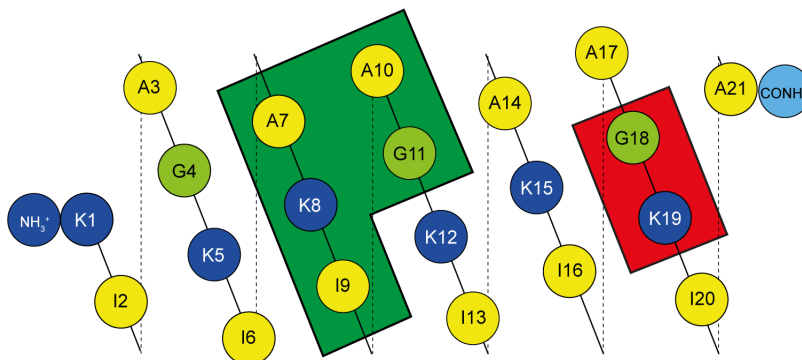 NH₃⁺
K1
I2
A3
G4
K5
I6
A7
K8
I9
A10
G11
K12
I13
A14
K15
I16
A17
G18
K19
I20
A21
CONH